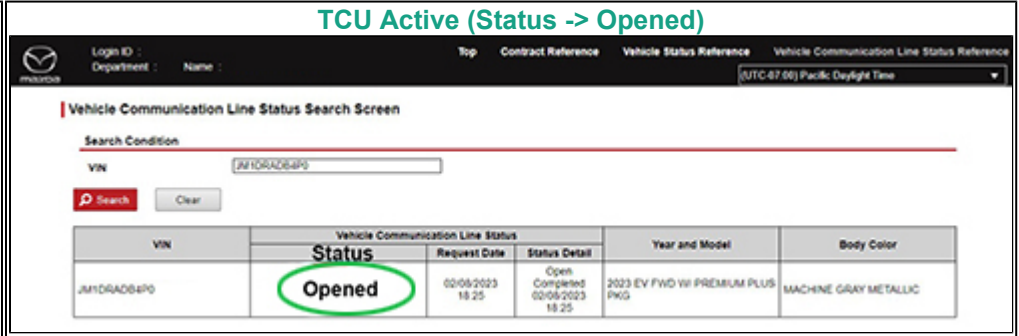 TCU Active (Status -> Opened)
mazda
Login ID :
Department : Name :
Top Contract Reference Vehicle Status Reference Vehicle Communication Line Status Reference
(UTC-07:00) Pacific Daylight Time
Vehicle Communication Line Status Search Screen
Search Condition
VIN JM1DRADB4P0
Search Clear
VIN Vehicle Communication Line Status Year and Model Body Color
Status Request Date Status Detail
JM1DRADB4P0 Opened 02/08/2023 18:25 Open Completed 02/08/2023 18:25 2023 EV FWD W/ PREMIUM PLUS PKG MACHINE GRAY METALLIC